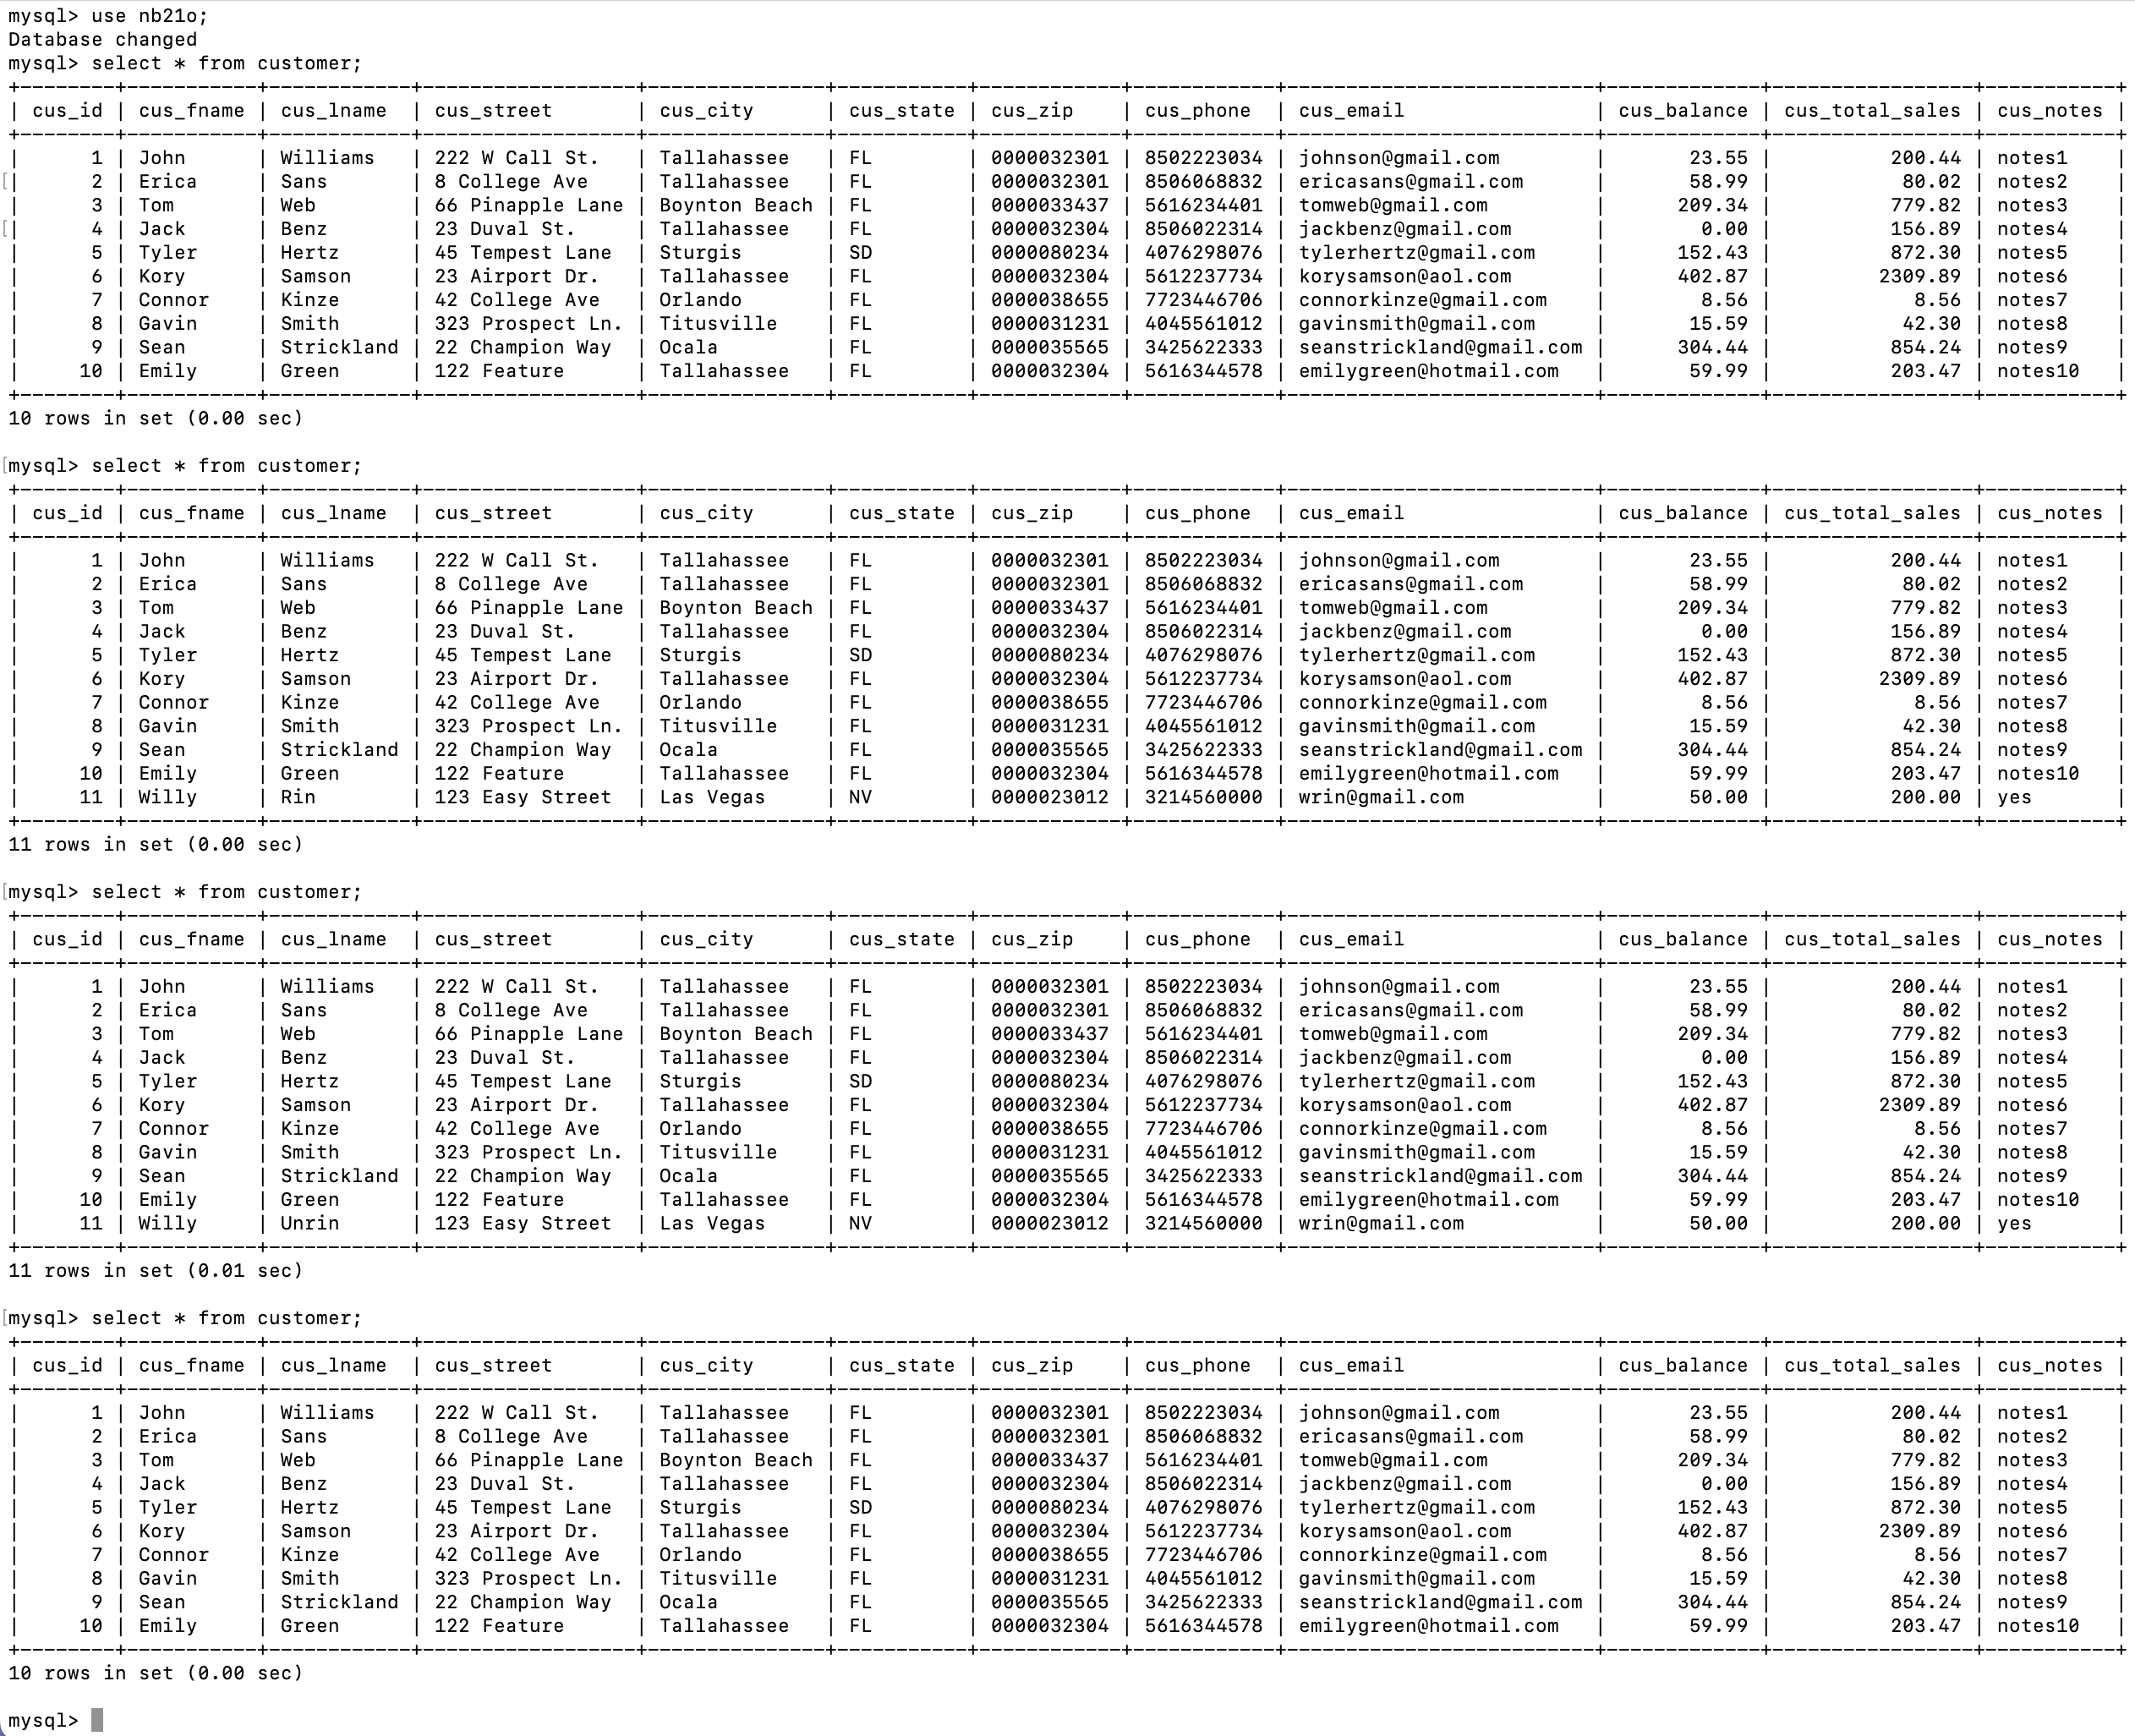 mysql> use nb21o;
Database changed
mysql> select * from customer;
+--------+-----------+------------+------------------+---------------+-----------+------------+------------+--------------------------+-------------+-----------------+-----------+
| cus_id | cus_fname | cus_lname  | cus_street       | cus_city      | cus_state | cus_zip    | cus_phone  | cus_email                | cus_balance | cus_total_sales | cus_notes |
+--------+-----------+------------+------------------+---------------+-----------+------------+------------+--------------------------+-------------+-----------------+-----------+
|      1 | John      | Williams   | 222 W Call St.   | Tallahassee   | FL        | 0000032301 | 8502223034 | johnson@gmail.com        |       23.55 |          200.44 | notes1    |
|      2 | Erica     | Sans       | 8 College Ave    | Tallahassee   | FL        | 0000032301 | 8506068832 | ericasans@gmail.com      |       58.99 |           80.02 | notes2    |
|      3 | Tom       | Web        | 66 Pinapple Lane | Boynton Beach | FL        | 0000033437 | 5616234401 | tomweb@gmail.com         |      209.34 |          779.82 | notes3    |
|      4 | Jack      | Benz       | 23 Duval St.     | Tallahassee   | FL        | 0000032304 | 8506022314 | jackbenz@gmail.com       |        0.00 |          156.89 | notes4    |
|      5 | Tyler     | Hertz      | 45 Tempest Lane  | Sturgis       | SD        | 0000080234 | 4076298076 | tylerhertz@gmail.com     |      152.43 |          872.30 | notes5    |
|      6 | Kory      | Samson     | 23 Airport Dr.   | Tallahassee   | FL        | 0000032304 | 5612237734 | korysamson@aol.com       |      402.87 |         2309.89 | notes6    |
|      7 | Connor    | Kinze      | 42 College Ave   | Orlando       | FL        | 0000038655 | 7723446706 | connorkinze@gmail.com    |        8.56 |            8.56 | notes7    |
|      8 | Gavin     | Smith      | 323 Prospect Ln. | Titusville    | FL        | 0000031231 | 4045561012 | gavinsmith@gmail.com     |       15.59 |           42.30 | notes8    |
|      9 | Sean      | Strickland | 22 Champion Way  | Ocala         | FL        | 0000035565 | 3425622333 | seanstrickland@gmail.com |      304.44 |          854.24 | notes9    |
|     10 | Emily     | Green      | 122 Feature      | Tallahassee   | FL        | 0000032304 | 5616344578 | emilygreen@hotmail.com   |       59.99 |          203.47 | notes10   |
+--------+-----------+------------+------------------+---------------+-----------+------------+------------+--------------------------+-------------+-----------------+-----------+
10 rows in set (0.00 sec)
mysql> select * from customer;
+--------+-----------+------------+------------------+---------------+-----------+------------+------------+--------------------------+-------------+-----------------+-----------+
| cus_id | cus_fname | cus_lname  | cus_street       | cus_city      | cus_state | cus_zip    | cus_phone  | cus_email                | cus_balance | cus_total_sales | cus_notes |
+--------+-----------+------------+------------------+---------------+-----------+------------+------------+--------------------------+-------------+-----------------+-----------+
|      1 | John      | Williams   | 222 W Call St.   | Tallahassee   | FL        | 0000032301 | 8502223034 | johnson@gmail.com        |       23.55 |          200.44 | notes1    |
|      2 | Erica     | Sans       | 8 College Ave    | Tallahassee   | FL        | 0000032301 | 8506068832 | ericasans@gmail.com      |       58.99 |           80.02 | notes2    |
|      3 | Tom       | Web        | 66 Pinapple Lane | Boynton Beach | FL        | 0000033437 | 5616234401 | tomweb@gmail.com         |      209.34 |          779.82 | notes3    |
|      4 | Jack      | Benz       | 23 Duval St.     | Tallahassee   | FL        | 0000032304 | 8506022314 | jackbenz@gmail.com       |        0.00 |          156.89 | notes4    |
|      5 | Tyler     | Hertz      | 45 Tempest Lane  | Sturgis       | SD        | 0000080234 | 4076298076 | tylerhertz@gmail.com     |      152.43 |          872.30 | notes5    |
|      6 | Kory      | Samson     | 23 Airport Dr.   | Tallahassee   | FL        | 0000032304 | 5612237734 | korysamson@aol.com       |      402.87 |         2309.89 | notes6    |
|      7 | Connor    | Kinze      | 42 College Ave   | Orlando       | FL        | 0000038655 | 7723446706 | connorkinze@gmail.com    |        8.56 |            8.56 | notes7    |
|      8 | Gavin     | Smith      | 323 Prospect Ln. | Titusville    | FL        | 0000031231 | 4045561012 | gavinsmith@gmail.com     |       15.59 |           42.30 | notes8    |
|      9 | Sean      | Strickland | 22 Champion Way  | Ocala         | FL        | 0000035565 | 3425622333 | seanstrickland@gmail.com |      304.44 |          854.24 | notes9    |
|     10 | Emily     | Green      | 122 Feature      | Tallahassee   | FL        | 0000032304 | 5616344578 | emilygreen@hotmail.com   |       59.99 |          203.47 | notes10   |
|     11 | Willy     | Rin        | 123 Easy Street  | Las Vegas     | NV        | 0000023012 | 3214560000 | wrin@gmail.com           |       50.00 |          200.00 | yes       |
+--------+-----------+------------+------------------+---------------+-----------+------------+------------+--------------------------+-------------+-----------------+-----------+
11 rows in set (0.00 sec)
mysql> select * from customer;
+--------+-----------+------------+------------------+---------------+-----------+------------+------------+--------------------------+-------------+-----------------+-----------+
| cus_id | cus_fname | cus_lname  | cus_street       | cus_city      | cus_state | cus_zip    | cus_phone  | cus_email                | cus_balance | cus_total_sales | cus_notes |
+--------+-----------+------------+------------------+---------------+-----------+------------+------------+--------------------------+-------------+-----------------+-----------+
|      1 | John      | Williams   | 222 W Call St.   | Tallahassee   | FL        | 0000032301 | 8502223034 | johnson@gmail.com        |       23.55 |          200.44 | notes1    |
|      2 | Erica     | Sans       | 8 College Ave    | Tallahassee   | FL        | 0000032301 | 8506068832 | ericasans@gmail.com      |       58.99 |           80.02 | notes2    |
|      3 | Tom       | Web        | 66 Pinapple Lane | Boynton Beach | FL        | 0000033437 | 5616234401 | tomweb@gmail.com         |      209.34 |          779.82 | notes3    |
|      4 | Jack      | Benz       | 23 Duval St.     | Tallahassee   | FL        | 0000032304 | 8506022314 | jackbenz@gmail.com       |        0.00 |          156.89 | notes4    |
|      5 | Tyler     | Hertz      | 45 Tempest Lane  | Sturgis       | SD        | 0000080234 | 4076298076 | tylerhertz@gmail.com     |      152.43 |          872.30 | notes5    |
|      6 | Kory      | Samson     | 23 Airport Dr.   | Tallahassee   | FL        | 0000032304 | 5612237734 | korysamson@aol.com       |      402.87 |         2309.89 | notes6    |
|      7 | Connor    | Kinze      | 42 College Ave   | Orlando       | FL        | 0000038655 | 7723446706 | connorkinze@gmail.com    |        8.56 |            8.56 | notes7    |
|      8 | Gavin     | Smith      | 323 Prospect Ln. | Titusville    | FL        | 0000031231 | 4045561012 | gavinsmith@gmail.com     |       15.59 |           42.30 | notes8    |
|      9 | Sean      | Strickland | 22 Champion Way  | Ocala         | FL        | 0000035565 | 3425622333 | seanstrickland@gmail.com |      304.44 |          854.24 | notes9    |
|     10 | Emily     | Green      | 122 Feature      | Tallahassee   | FL        | 0000032304 | 5616344578 | emilygreen@hotmail.com   |       59.99 |          203.47 | notes10   |
|     11 | Willy     | Unrin      | 123 Easy Street  | Las Vegas     | NV        | 0000023012 | 3214560000 | wrin@gmail.com           |       50.00 |          200.00 | yes       |
+--------+-----------+------------+------------------+---------------+-----------+------------+------------+--------------------------+-------------+-----------------+-----------+
11 rows in set (0.01 sec)
mysql> select * from customer;
+--------+-----------+------------+------------------+---------------+-----------+------------+------------+--------------------------+-------------+-----------------+-----------+
| cus_id | cus_fname | cus_lname  | cus_street       | cus_city      | cus_state | cus_zip    | cus_phone  | cus_email                | cus_balance | cus_total_sales | cus_notes |
+--------+-----------+------------+------------------+---------------+-----------+------------+------------+--------------------------+-------------+-----------------+-----------+
|      1 | John      | Williams   | 222 W Call St.   | Tallahassee   | FL        | 0000032301 | 8502223034 | johnson@gmail.com        |       23.55 |          200.44 | notes1    |
|      2 | Erica     | Sans       | 8 College Ave    | Tallahassee   | FL        | 0000032301 | 8506068832 | ericasans@gmail.com      |       58.99 |           80.02 | notes2    |
|      3 | Tom       | Web        | 66 Pinapple Lane | Boynton Beach | FL        | 0000033437 | 5616234401 | tomweb@gmail.com         |      209.34 |          779.82 | notes3    |
|      4 | Jack      | Benz       | 23 Duval St.     | Tallahassee   | FL        | 0000032304 | 8506022314 | jackbenz@gmail.com       |        0.00 |          156.89 | notes4    |
|      5 | Tyler     | Hertz      | 45 Tempest Lane  | Sturgis       | SD        | 0000080234 | 4076298076 | tylerhertz@gmail.com     |      152.43 |          872.30 | notes5    |
|      6 | Kory      | Samson     | 23 Airport Dr.   | Tallahassee   | FL        | 0000032304 | 5612237734 | korysamson@aol.com       |      402.87 |         2309.89 | notes6    |
|      7 | Connor    | Kinze      | 42 College Ave   | Orlando       | FL        | 0000038655 | 7723446706 | connorkinze@gmail.com    |        8.56 |            8.56 | notes7    |
|      8 | Gavin     | Smith      | 323 Prospect Ln. | Titusville    | FL        | 0000031231 | 4045561012 | gavinsmith@gmail.com     |       15.59 |           42.30 | notes8    |
|      9 | Sean      | Strickland | 22 Champion Way  | Ocala         | FL        | 0000035565 | 3425622333 | seanstrickland@gmail.com |      304.44 |          854.24 | notes9    |
|     10 | Emily     | Green      | 122 Feature      | Tallahassee   | FL        | 0000032304 | 5616344578 | emilygreen@hotmail.com   |       59.99 |          203.47 | notes10   |
+--------+-----------+------------+------------------+---------------+-----------+------------+------------+--------------------------+-------------+-----------------+-----------+
10 rows in set (0.00 sec)
mysql>